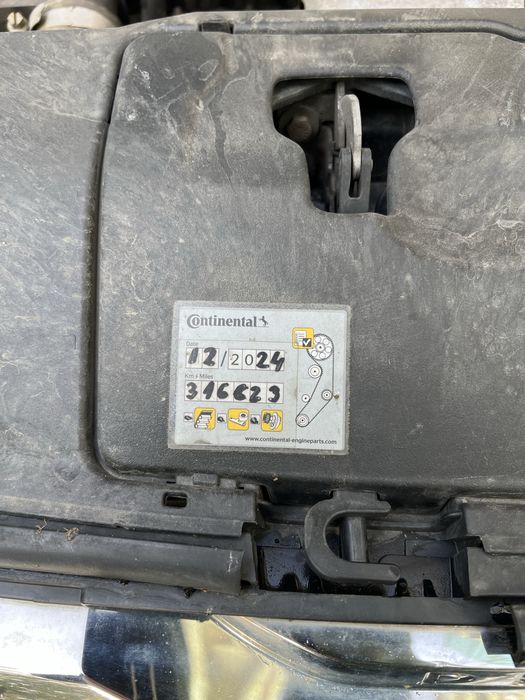 Continental
Date
12/2024
Km / Miles
316623
www.continental-engineparts.com